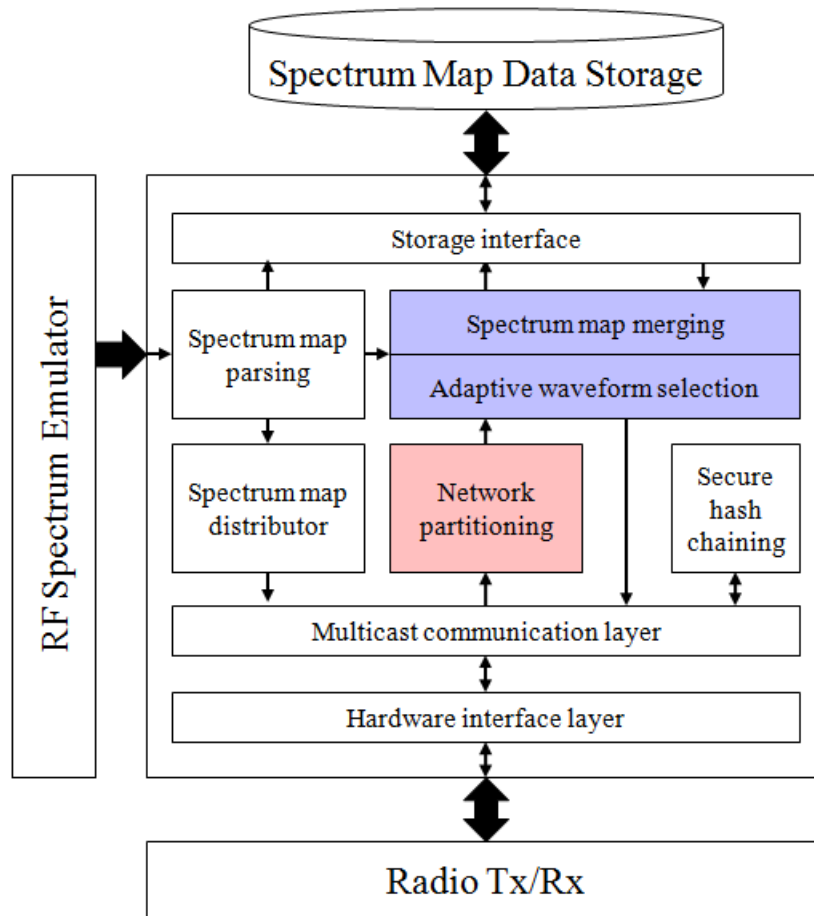 Spectrum Map Data Storage
RF Spectrum Emulator
Storage interface
Spectrum map
parsing
Spectrum map merging
Adaptive waveform selection
Spectrum map
distributor
Network
partitioning
Secure
hash
chaining
Multicast communication layer
Hardware interface layer
Radio Tx/Rx